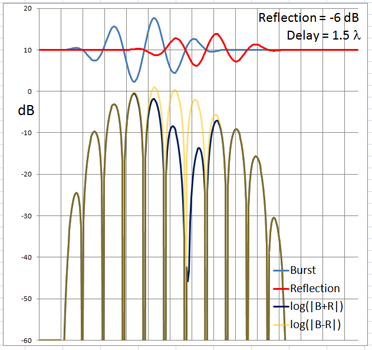 20
Reflection = -6 dB
Delay = 1.5 λ
10
0
dB
-10
-20
-30
-40
-50
-60
Burst
Reflection
log(|B+R|)
log(|B-R|)